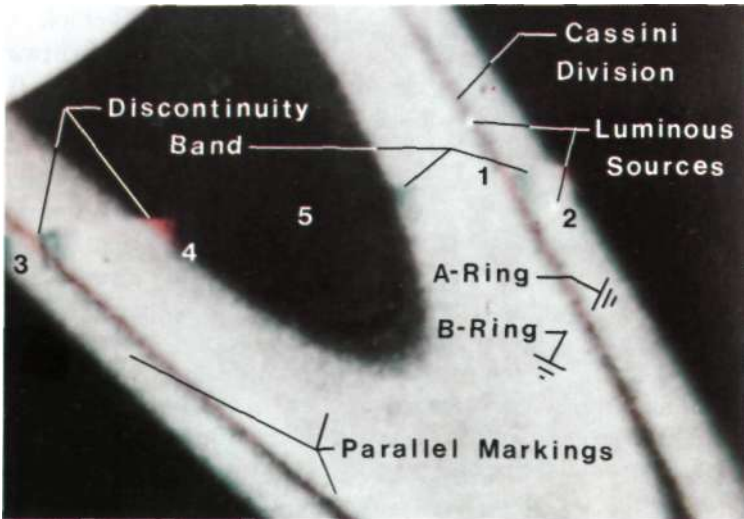 Cassini
Division
Discontinuity
Band
Luminous
Sources
1
2
5
4
3
A-Ring
B-Ring
Parallel Markings